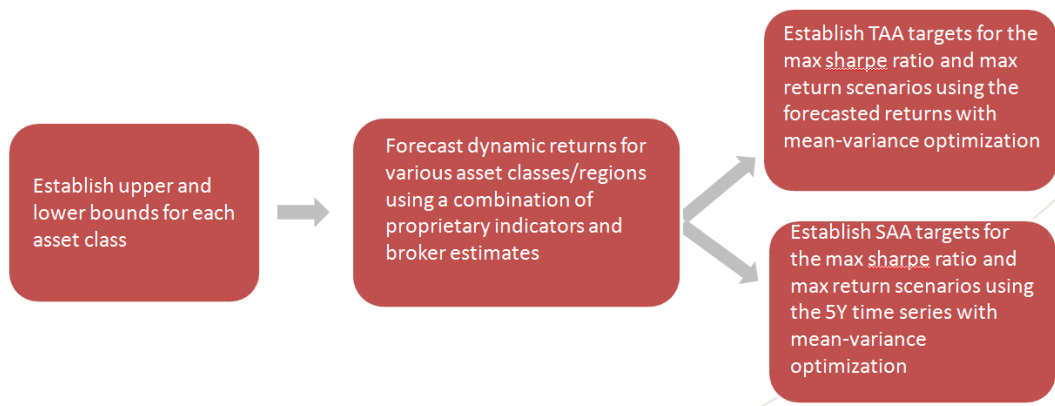 Establish upper and
lower bounds for each
asset class
Forecast dynamic returns for
various asset classes/regions
using a combination of
proprietary indicators and
broker estimates
Establish TAA targets for the
max sharpe ratio and max
return scenarios using the
forecasted returns with
mean-variance optimization
Establish SAA targets for
the max sharpe ratio and
max return scenarios using
the 5Y time series with
mean-variance
optimization